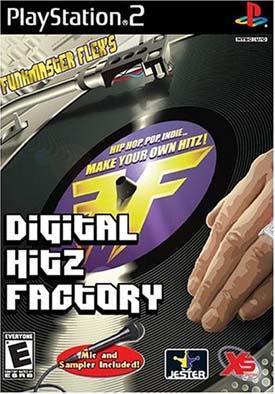 PlayStation®2
NTSC U/C
FUNKMASTER FLEX'S
HIP HOP, POP, INDIE...
MAKE YOUR OWN HITZ!
FF
DIGITAL
HITZ
FACTORY
EVERYONE
E
ESRB
Mic and
Sampler Included!
JESTER
XS